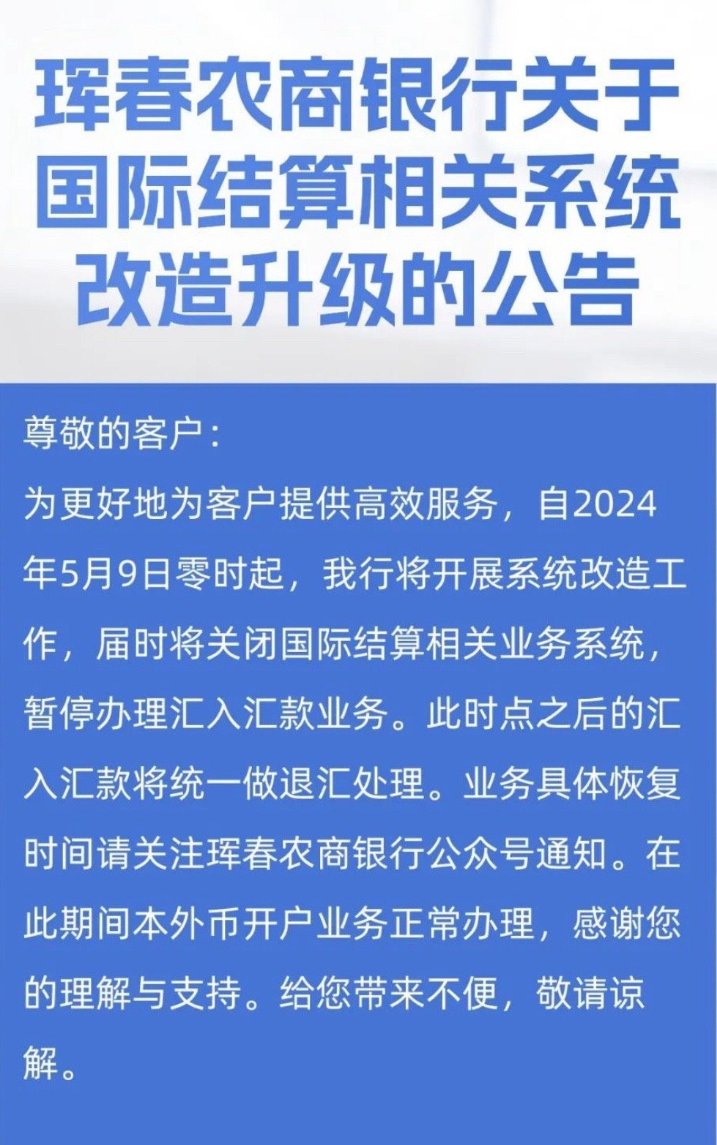 珲春农商银行关于
国际结算相关系统
改造升级的公告
尊敬的客户：
为更好地为客户提供高效服务，自2024
年5月9日零时起，我行将开展系统改造工
作，届时将关闭国际结算相关业务系统，
暂停办理汇入汇款业务。此时点之后的汇
入汇款将统一做退汇处理。业务具体恢复
时间请关注珲春农商银行公众号通知。在
此期间本外币开户业务正常办理，感谢您
的理解与支持。给您带来不便，敬请谅
解。